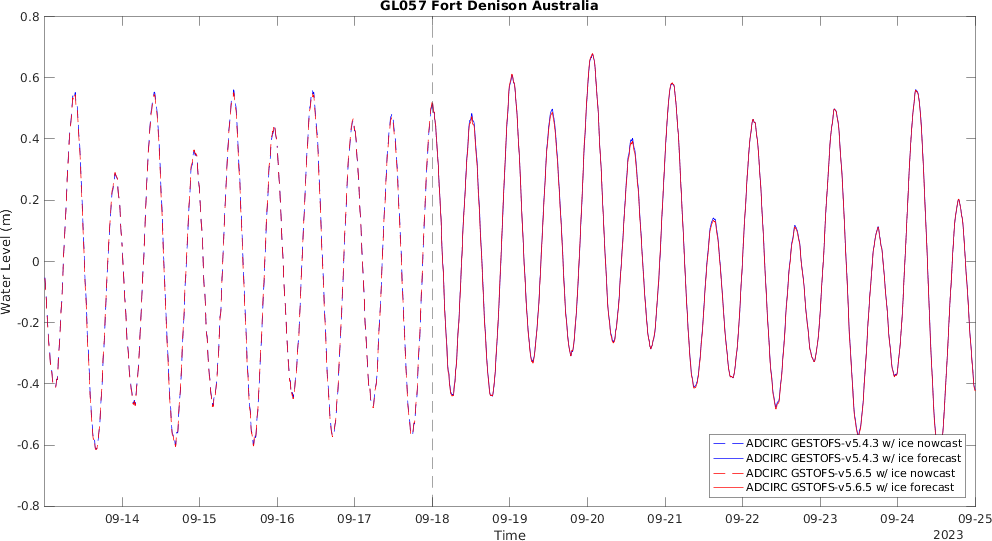 GL057 Fort Denison Australia
0.8
0.6
0.4
0.2
0
-0.2
-0.4
-0.6
-0.8
Water Level (m)
ADCIRC GESTOFS-v5.4.3 w/ ice nowcast
ADCIRC GESTOFS-v5.4.3 w/ ice forecast
ADCIRC GSTOFS-v5.6.5 w/ ice nowcast
ADCIRC GSTOFS-v5.6.5 w/ ice forecast
09-14 09-15 09-16 09-17 09-18 09-19 09-20 09-21 09-22 09-23 09-24 09-25
Time
2023